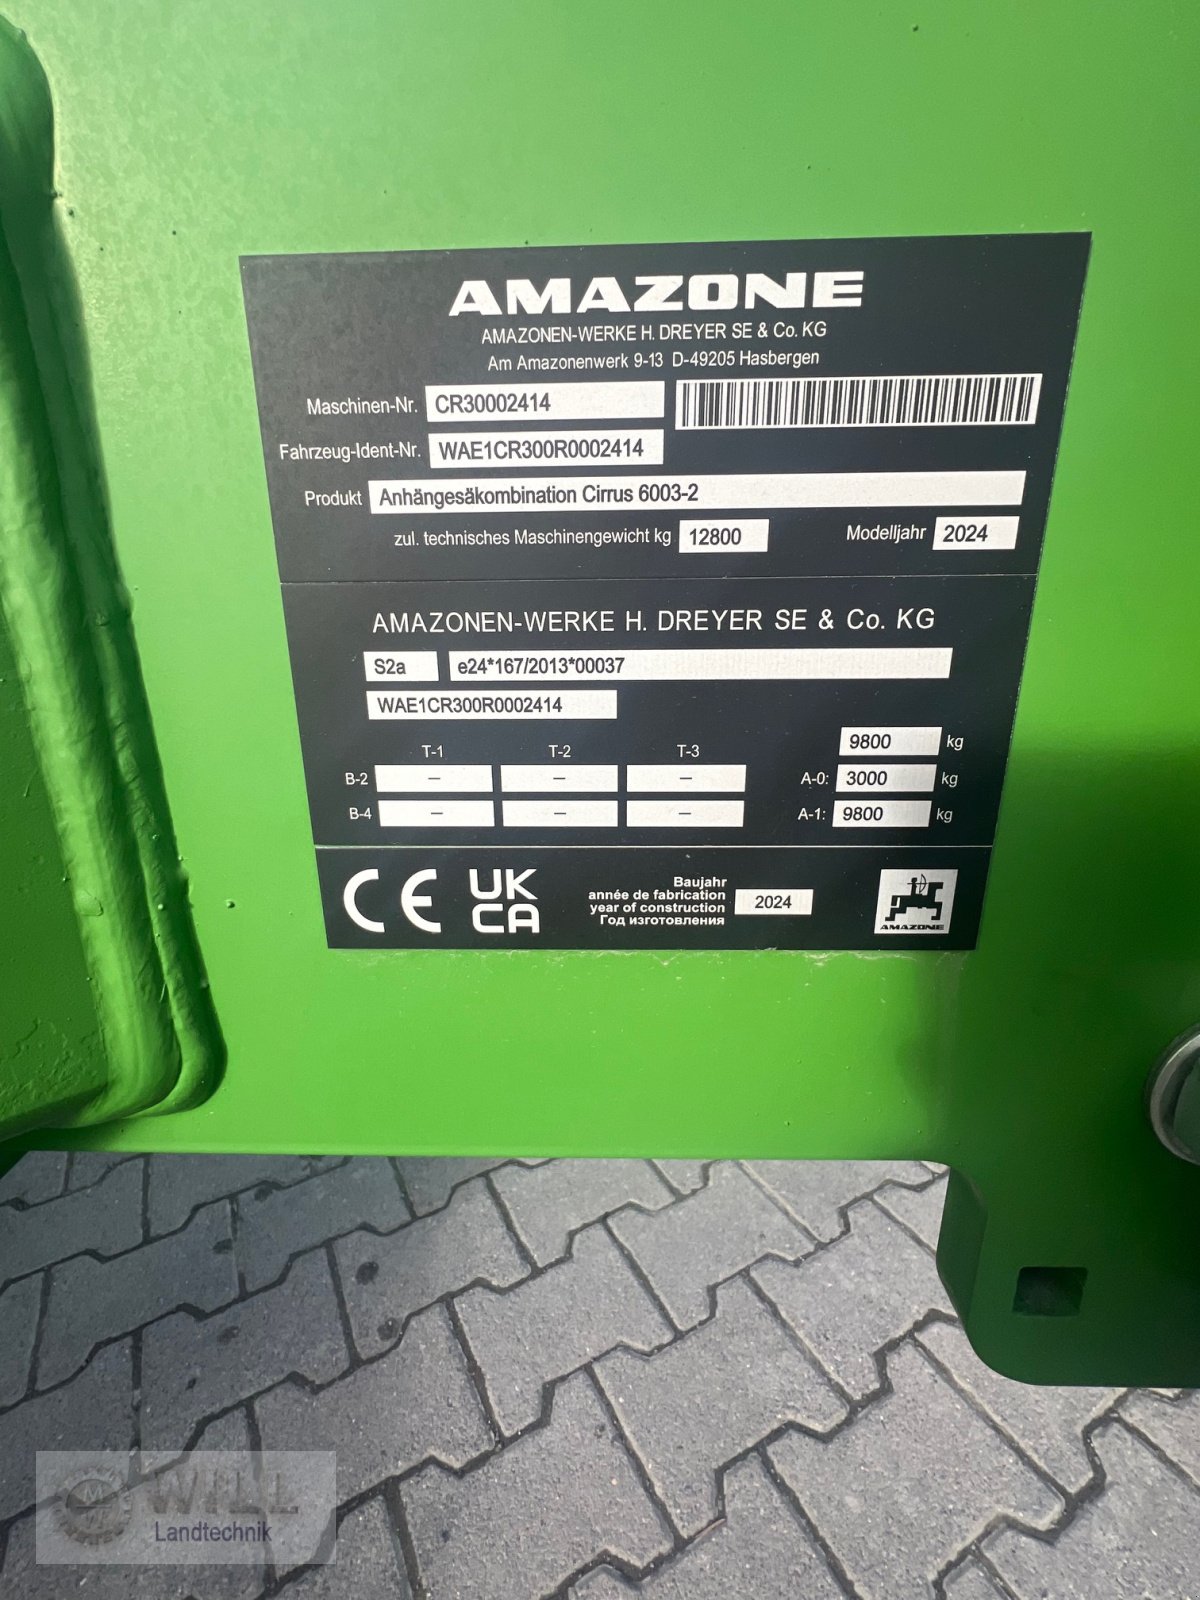 AMAZONE
AMAZONEN-WERKE H. DREYER SE & Co. KG
Am Amazonenwerk 9-13 D-49205 Hasbergen
Maschinen-Nr. CR30002414
Fahrzeug-Ident-Nr. WAE1CR300R0002414
Produkt Anhängesäkombination Cirrus 6003-2
zul. technisches Maschinengewicht kg 12800 Modelljahr 2024
AMAZONEN-WERKE H. DREYER SE & Co. KG
S2a e24*167/2013*00037
WAE1CR300R0002414
9800 kg
T-1 T-2 T-3
B-2 – – – A-0: 3000 kg
B-4 – – – A-1: 9800 kg
CE UK
CA
Baujahr
année de fabrication
year of construction
Год изготовления
2024
AMAZONE
WILL
Landtechnik